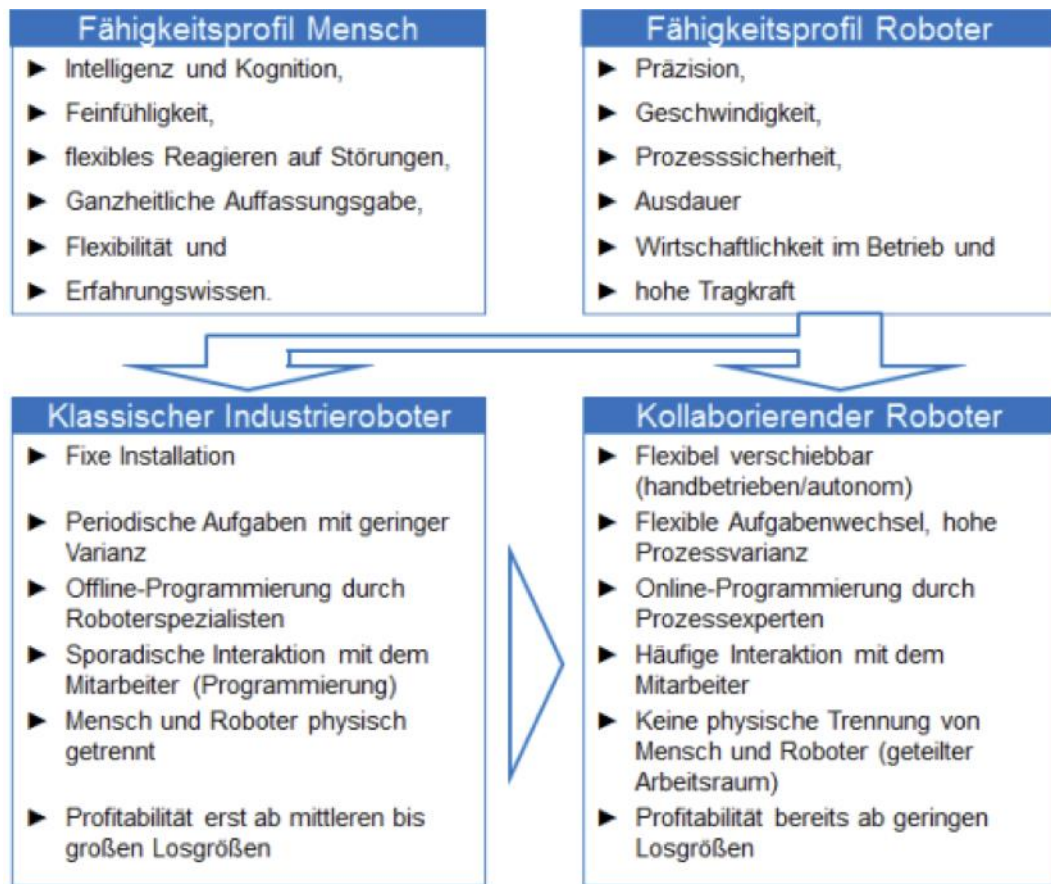 Fähigkeitsprofil Mensch
► Intelligenz und Kognition,
► Feinfühligkeit,
► flexibles Reagieren auf Störungen,
► Ganzheitliche Auffassungsgabe,
► Flexibilität und
► Erfahrungswissen.
Fähigkeitsprofil Roboter
► Präzision,
► Geschwindigkeit,
► Prozesssicherheit,
► Ausdauer
► Wirtschaftlichkeit im Betrieb und
► hohe Tragkraft
Klassischer Industrieroboter
► Fixe Installation
► Periodische Aufgaben mit geringer
Varianz
► Offline-Programmierung durch
Roboterspezialisten
► Sporadische Interaktion mit dem
Mitarbeiter (Programmierung)
► Mensch und Roboter physisch
getrennt
► Profitabilität erst ab mittleren bis
großen Losgrößen
Kollaborierender Roboter
► Flexibel verschiebbar
(handbetrieben/autonom)
► Flexible Aufgabenwechsel, hohe
Prozessvarianz
► Online-Programmierung durch
Prozessexperten
► Häufige Interaktion mit dem
Mitarbeiter
► Keine physische Trennung von
Mensch und Roboter (geteilter
Arbeitsraum)
► Profitabilität bereits ab geringen
Losgrößen